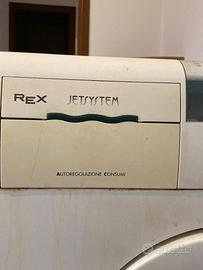 REX JETSYSTEM
AUTOREGOLAZIONE CONSUMI